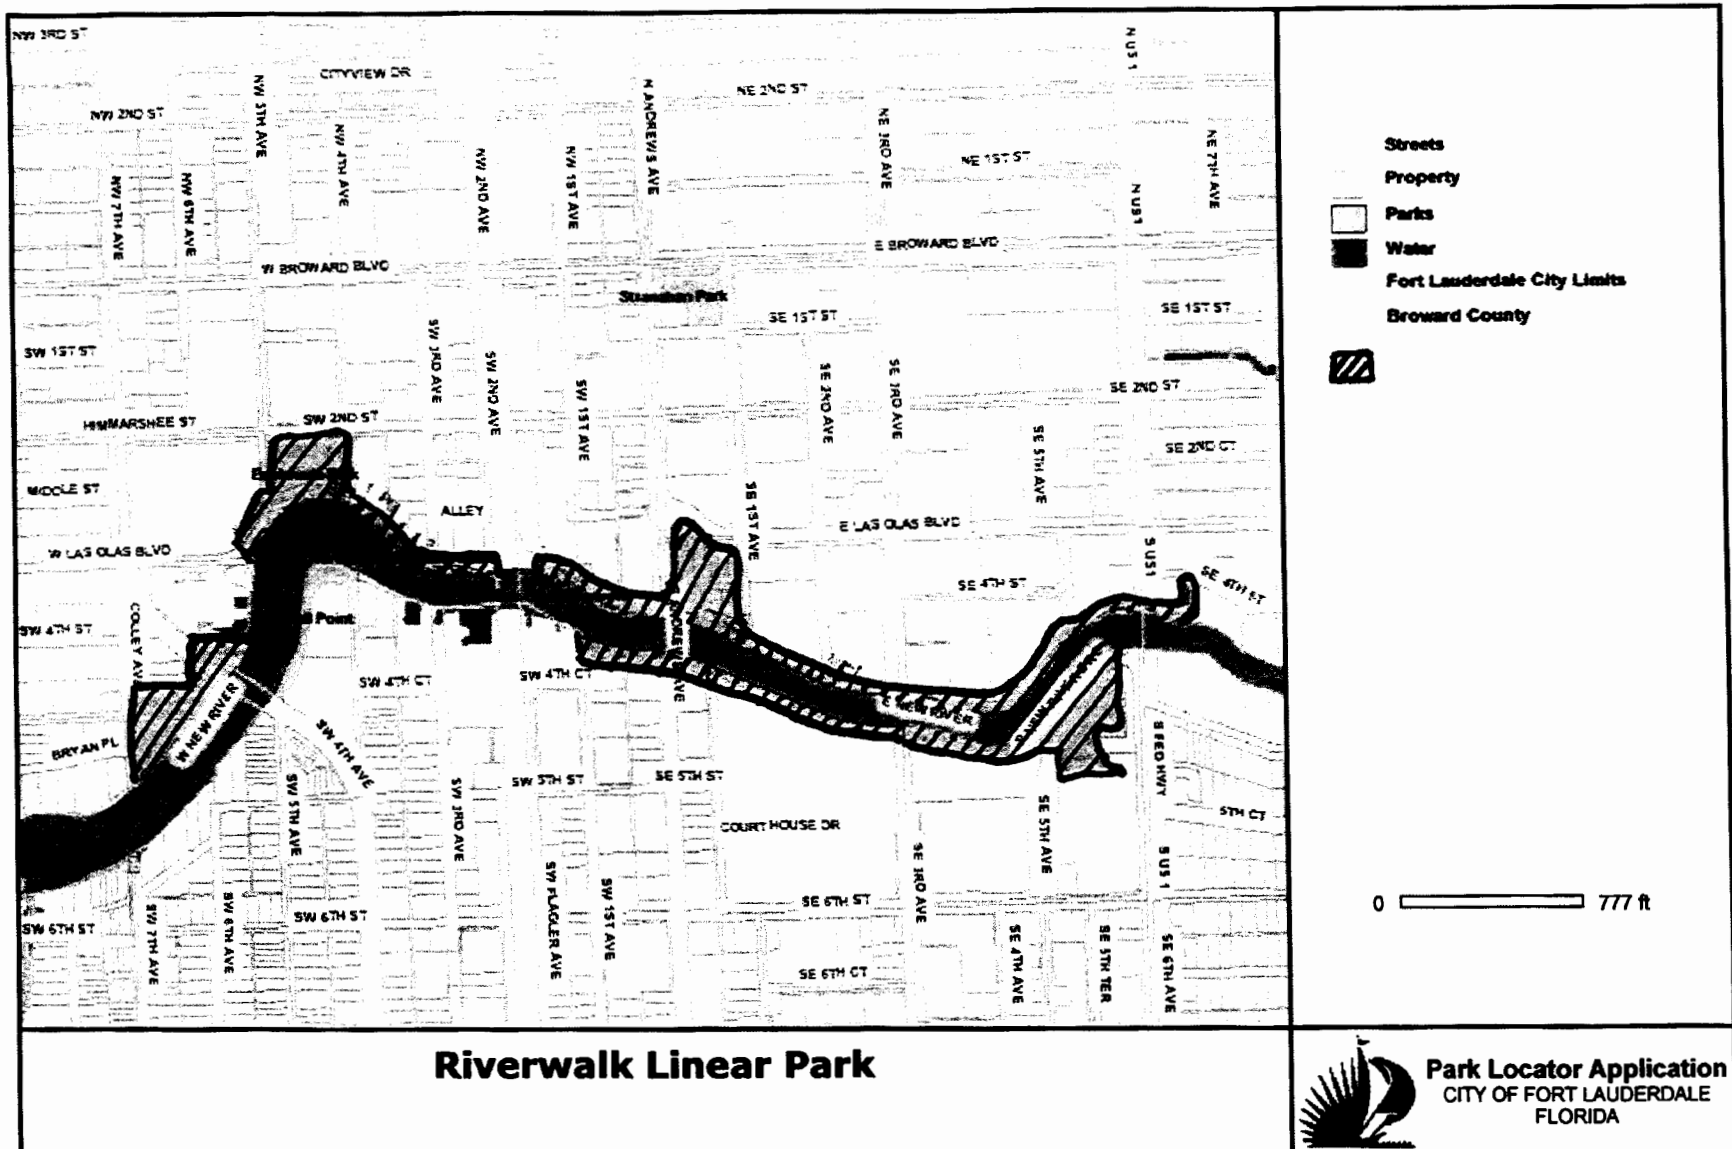 NW 3RD ST
CITYVIEW DR
NW 2ND ST
NW 5TH AVE
NW 4TH AVE
NW 7TH AVE
NW 6TH AVE
NW 2ND AVE
NW 1ST AVE
N ANDREWS AVE
NE 2ND ST
NE 3RD AVE
NE 1ST ST
N US 1
N US1
NE 7TH AVE
W BROWARD BLVD
E BROWARD BLVD
Stranahan Park
SE 1ST ST
SE 1ST ST
SW 1ST ST
SW 3RD AVE
SW 2ND AVE
SW 1ST AVE
SE 2ND AVE
SE 3RD AVE
SE 2ND ST
HIMMARSHEE ST
SW 2ND ST
SE 5TH AVE
SE 2ND CT
MIDDLE ST
ALLEY
SE 1ST AVE
E LAS OLAS BLVD
W LAS OLAS BLVD
S US1
SE 4TH ST
SE 4TH ST
COOLEY AV
SW 4TH ST
Point
SW 4TH CT
SW 4TH CT
W NEW RIVER
E NEW RIVER
BRYAN PL
SW 4TH AVE
SW 5TH AVE
SW 3RD AVE
SW 5TH ST
SE 5TH ST
S FED HWY
5TH CT
COURT HOUSE DR
SE 5TH AVE
S US 1
SW FLAGLER AVE
SW 1ST AVE
SE 3RD AVE
SE 6TH ST
SW 6TH ST
SW 6TH ST
SW 7TH AVE
SW 6TH AVE
SE 6TH CT
SE 4TH AVE
SE 5TH TER
SE 6TH AVE
Streets
Property
Parks
Water
Fort Lauderdale City Limits
Broward County
0 777 ft
Riverwalk Linear Park
Park Locator Application
CITY OF FORT LAUDERDALE
FLORIDA